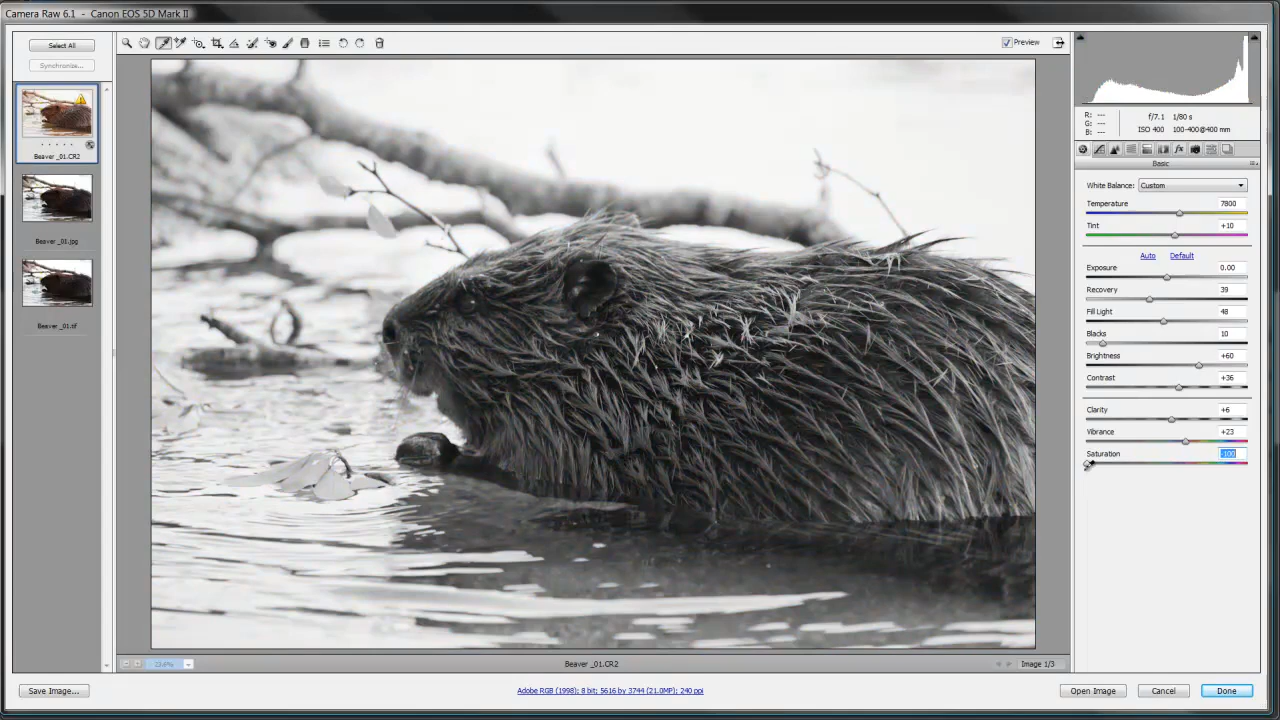 Camera Raw 6.1 - Canon EOS 5D Mark II
Select All
Synchronize...
Preview
Beaver _01.CR2
Beaver _01.jpg
Beaver _01.tif
R: ---
G: ---
B: ---
f/7.1 1/80 s
ISO 400 100-400@400 mm
Basic
White Balance: Custom
Temperature 7800
Tint +10
Auto Default
Exposure 0.00
Recovery 39
Fill Light 48
Blacks 10
Brightness +60
Contrast +36
Clarity +6
Vibrance +23
Saturation -100
Beaver _01.CR2
Image 1/3
Save Image...
Adobe RGB (1998); 8 bit; 5616 by 3744 (21.0MP); 240 ppi
Open Image
Cancel
Done